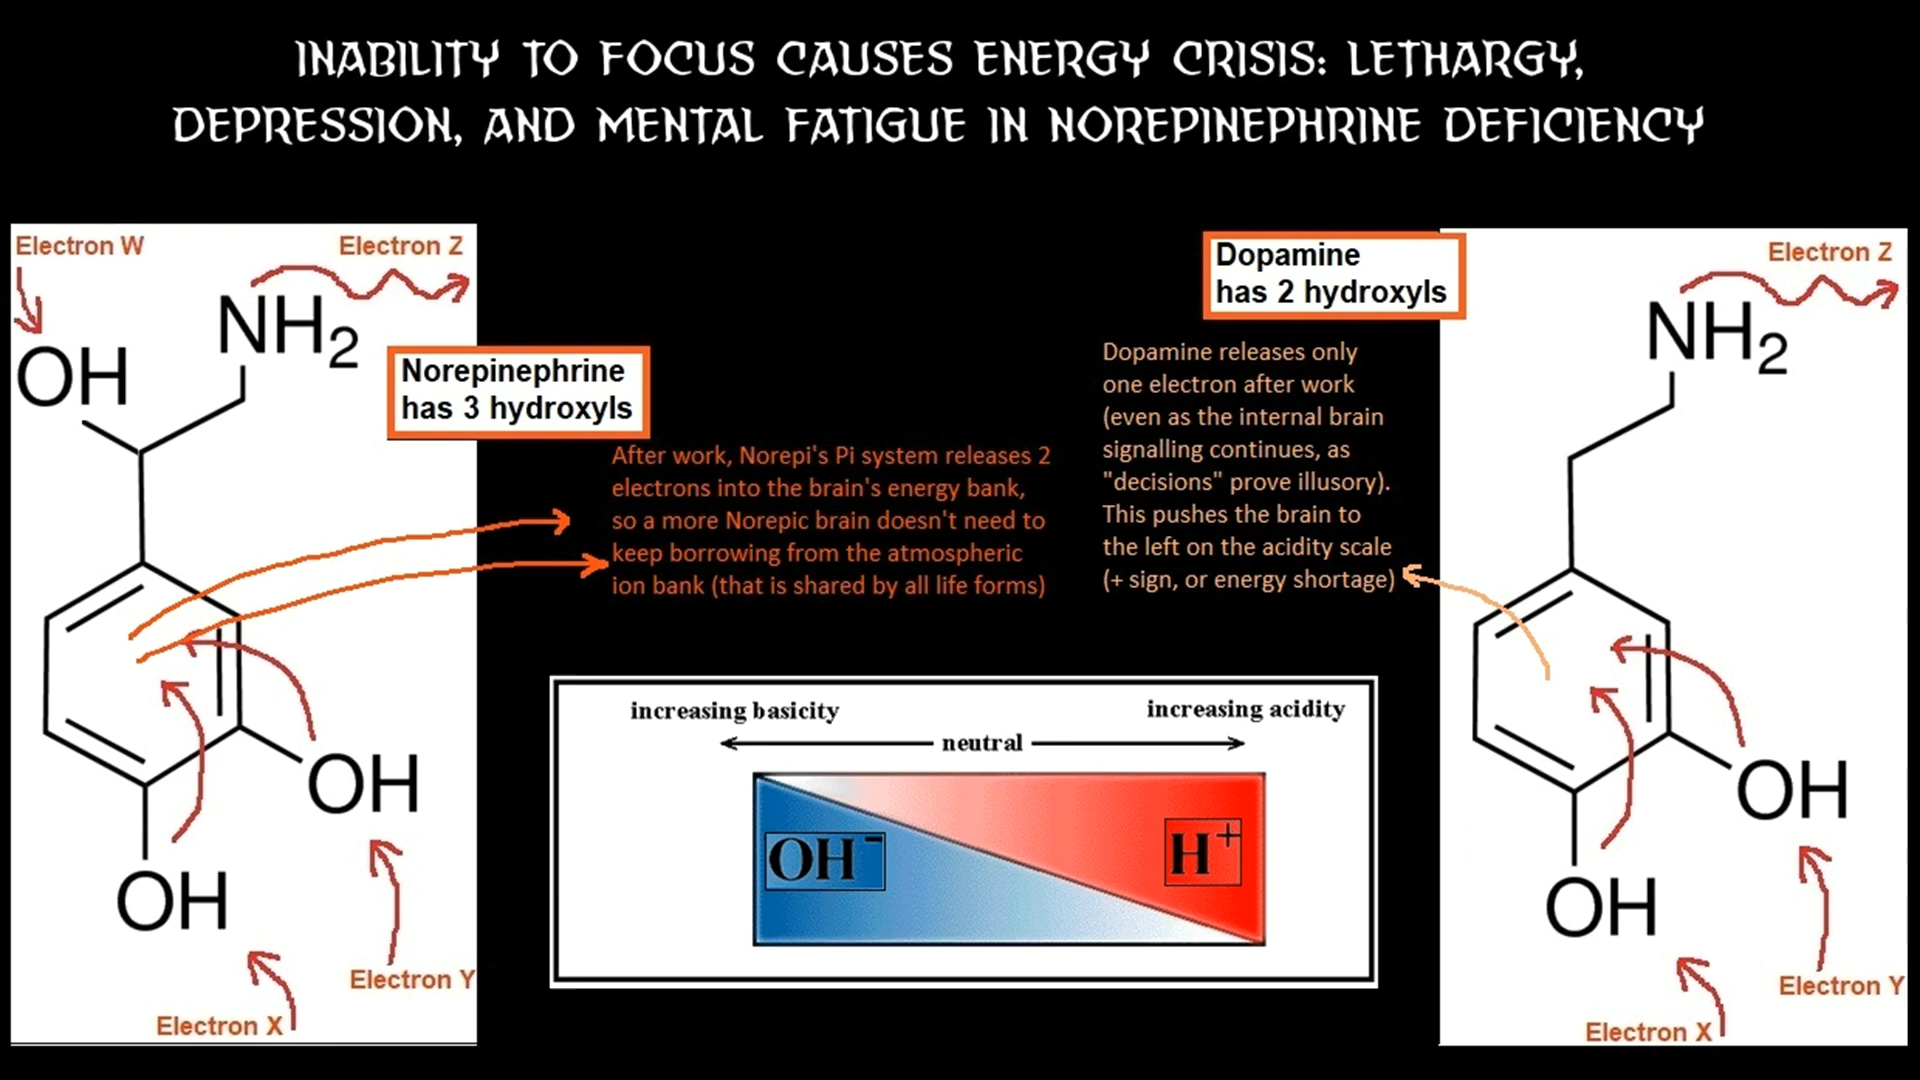 INABILITY TO FOCUS CAUSES ENERGY CRISIS: LETHARGY,
DEPRESSION, AND MENTAL FATIGUE IN NOREPINEPHRINE DEFICIENCY
Electron W
Electron Z
OH
NH2
Norepinephrine
has 3 hydroxyls
After work, Norepi's Pi system releases 2
electrons into the brain's energy bank,
so a more Norepic brain doesn't need to
keep borrowing from the atmospheric
ion bank (that is shared by all life forms)
OH
OH
Electron Y
Electron X
Dopamine
has 2 hydroxyls
Electron Z
NH2
Dopamine releases only
one electron after work
(even as the internal brain
signalling continues, as
"decisions" prove illusory).
This pushes the brain to
the left on the acidity scale
(+ sign, or energy shortage)
OH
OH
Electron Y
Electron X
increasing basicity
increasing acidity
neutral
OH-
H+